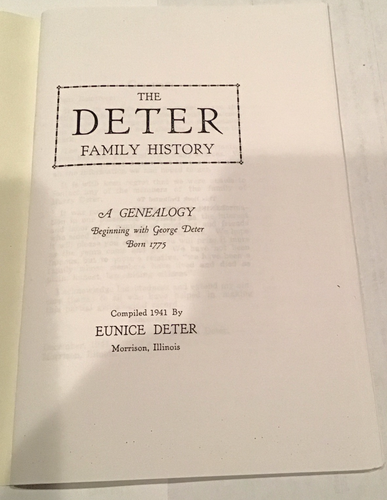 THE
DETER
FAMILY HISTORY
A GENEALOGY
Beginning with George Deter
Born 1775
Compiled 1941 By
EUNICE DETER
Morrison, Illinois